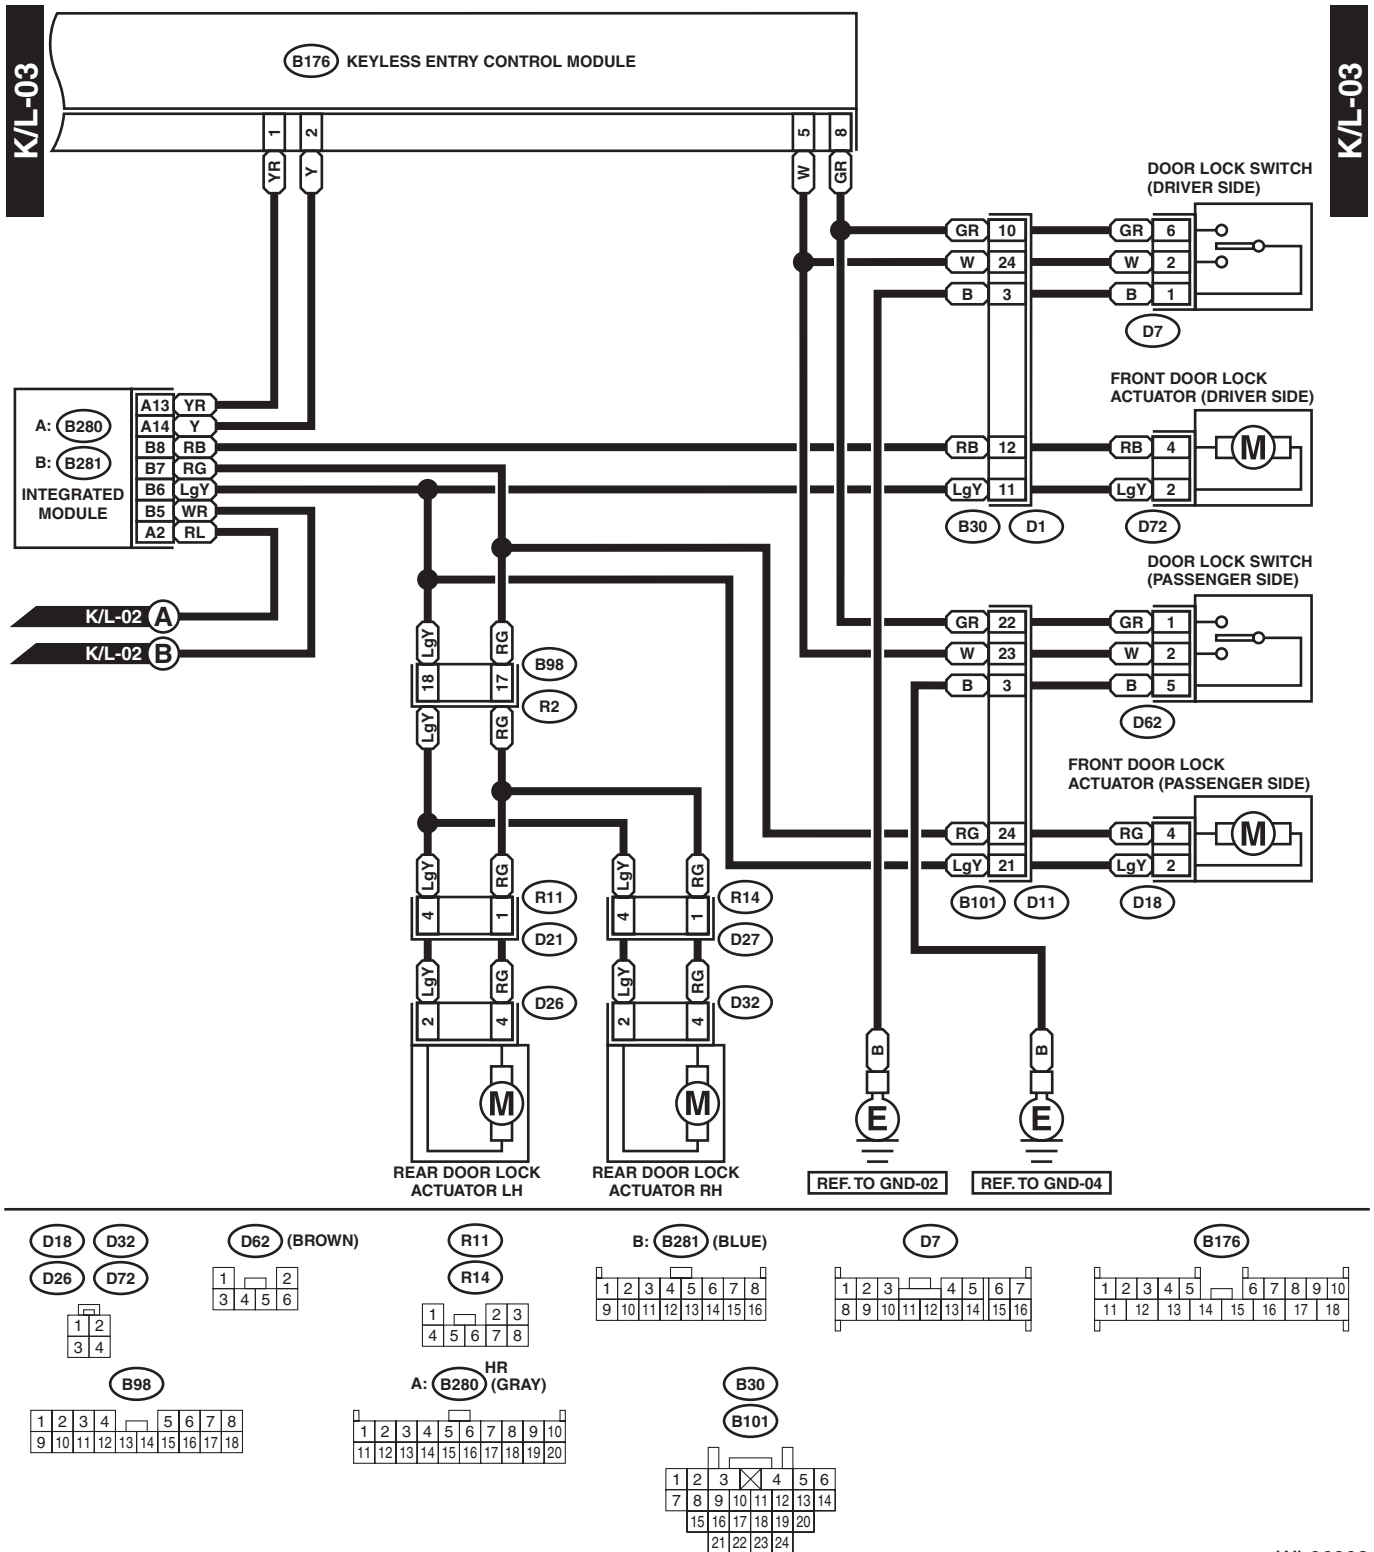 K/L-03
K/L-03
B176 KEYLESS ENTRY CONTROL MODULE
1 2 5 8
YR Y W GR
DOOR LOCK SWITCH
(DRIVER SIDE)
GR 10 GR 6
W 24 W 2
B 3 B 1
D7
FRONT DOOR LOCK
ACTUATOR (DRIVER SIDE)
A: B280
B: B281
INTEGRATED
MODULE
A13 YR
A14 Y
B8 RB
B7 RG
B6 LgY
B5 WR
A2 RL
RB 12 RB 4
M
LgY 11 LgY 2
B30 D1 D72
DOOR LOCK SWITCH
(PASSENGER SIDE)
K/L-02 A
K/L-02 B
GR 22 GR 1
W 23 W 2
B 3 B 5
D62
LgY RG
18 17
B98
R2
LgY RG
FRONT DOOR LOCK
ACTUATOR (PASSENGER SIDE)
RG 24 RG 4
M
LgY 21 LgY 2
B101 D11 D18
LgY RG LgY RG
4 1 R11 4 1 R14
D21 D27
LgY RG LgY RG
2 4 D26 2 4 D32
M M
B B
E E
REAR DOOR LOCK
ACTUATOR LH
REAR DOOR LOCK
ACTUATOR RH
REF. TO GND-02 REF. TO GND-04
D18 D32
D26 D72
1 2
3 4
D62 (BROWN)
1 2
3 4 5 6
R11
R14
1 2 3
4 5 6 7 8
B: B281 (BLUE)
1 2 3 4 5 6 7 8
9 10 11 12 13 14 15 16
D7
1 2 3 4 5 6 7
8 9 10 11 12 13 14 15 16
B176
1 2 3 4 5 6 7 8 9 10
11 12 13 14 15 16 17 18
B98
1 2 3 4 5 6 7 8
9 10 11 12 13 14 15 16 17 18
HR
A: B280 (GRAY)
1 2 3 4 5 6 7 8 9 10
11 12 13 14 15 16 17 18 19 20
B30
B101
1 2 3 4 5 6
7 8 9 10 11 12 13 14
15 16 17 18 19 20
21 22 23 24